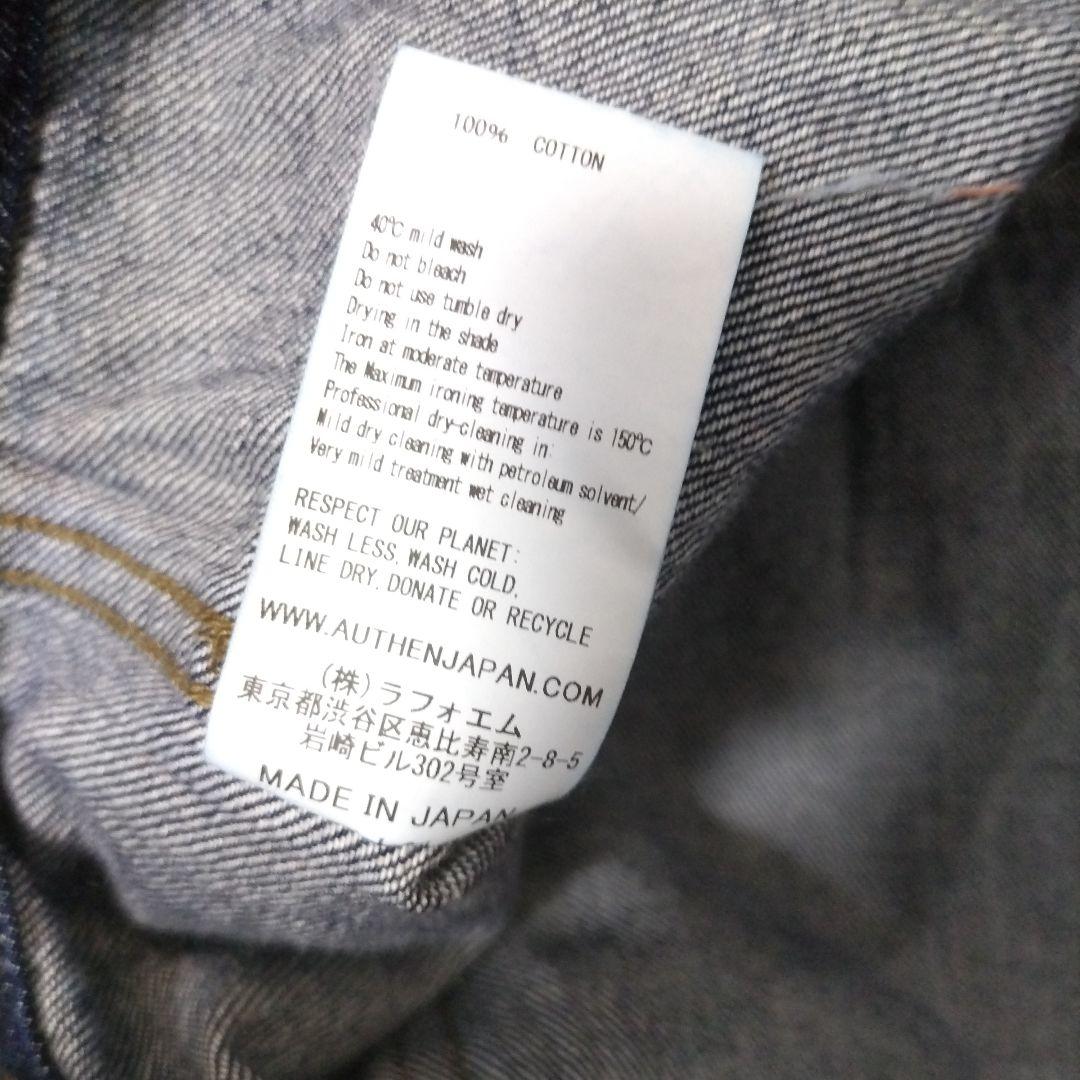 100% COTTON
40℃ mild wash
Do not bleach
Do not use tumble dry
Drying in the shade
Iron at moderate temperature
The Maximum ironing temperature is 150℃
Professional dry-cleaning in:
Mild dry cleaning with petroleum solvent/
Very mild treatment wet cleaning
RESPECT OUR PLANET:
WASH LESS.WASH COLD.
LINE DRY.DONATE OR RECYCLE
WWW.AUTHENJAPAN.COM
(株)ラフォエム
東京都渋谷区恵比寿南2-8-5
岩崎ビル302号室
MADE IN JAPAN